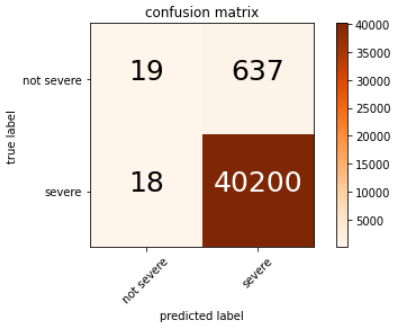 confusion matrix
true label
not severe
severe
19
637
18
40200
not severe
severe
predicted label
40000
35000
30000
25000
20000
15000
10000
5000